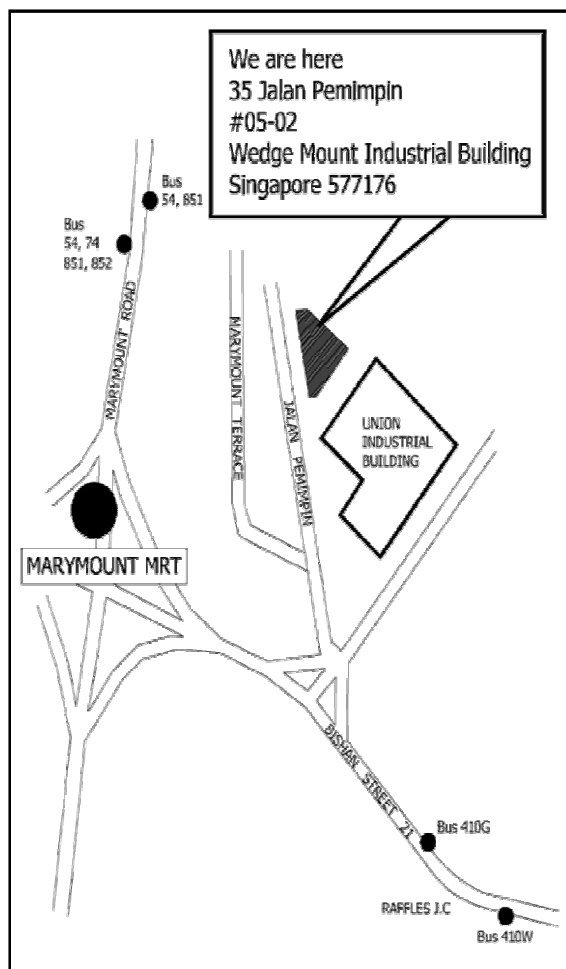 We are here
35 Jalan Pemimpin
#05-02
Wedge Mount Industrial Building
Singapore 577176
Bus
54, 851
Bus
54, 74
851, 852
MARYMOUNT ROAD
MARYMOUNT TERRACE
JALAN PEMIMPIN
UNION
INDUSTRIAL
BUILDING
MARYMOUNT MRT
BISHAN STREET 21
Bus 410G
RAFFLES J.C
Bus 410W